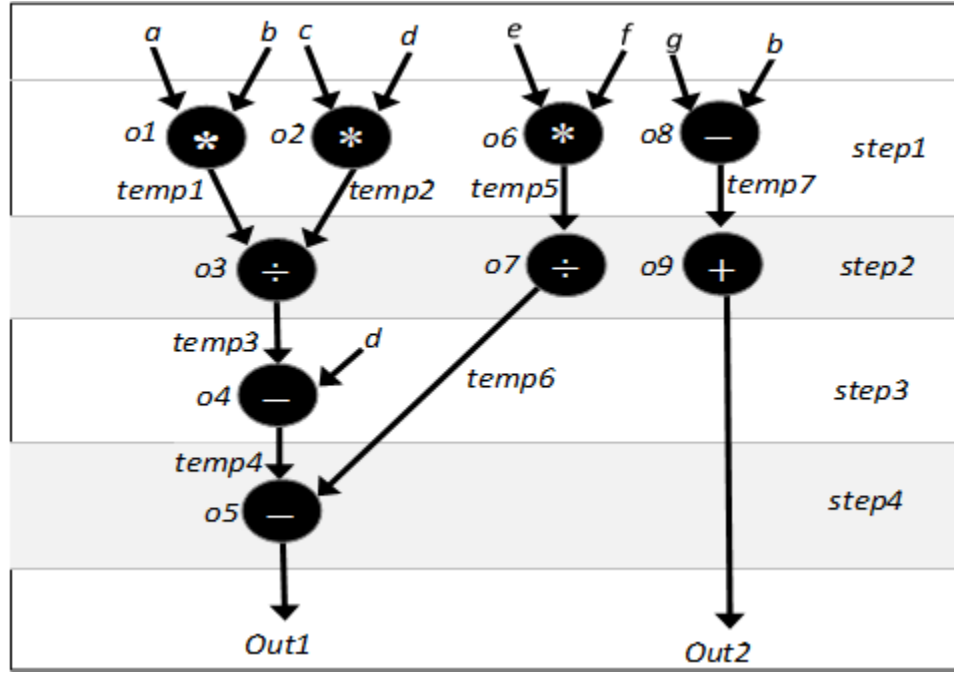 a b c d e f g b
o1 * o2 * o6 * o8 − step1
temp1 temp2 temp5 temp7
o3 ÷ o7 ÷ o9 + step2
temp3 d temp6
o4 − step3
temp4
o5 − step4
Out1 Out2